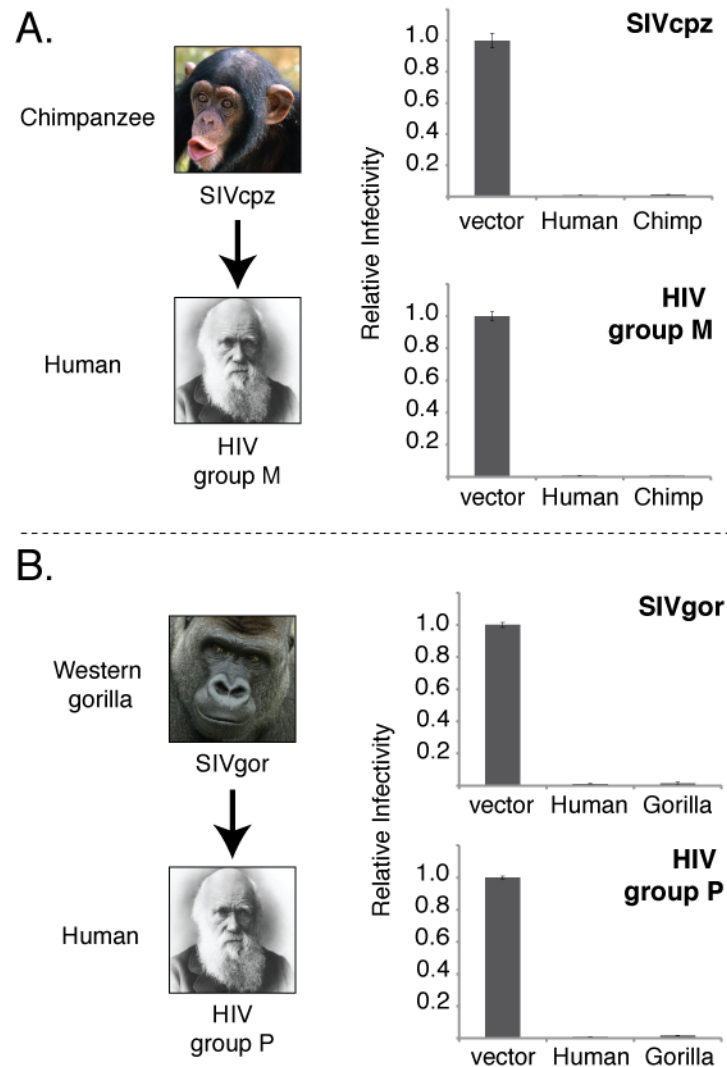 A.
Chimpanzee
SIVcpz
Human
HIV
group M
Relative Infectivity
SIVcpz
1.0
0.8
0.6
0.4
0.2
vector Human Chimp
HIV
group M
1.0
0.8
0.6
0.4
0.2
vector Human Chimp
B.
Western
gorilla
SIVgor
Human
HIV
group P
Relative Infectivity
SIVgor
1.0
0.8
0.6
0.4
0.2
vector Human Gorilla
HIV
group P
1.0
0.8
0.6
0.4
0.2
vector Human Gorilla